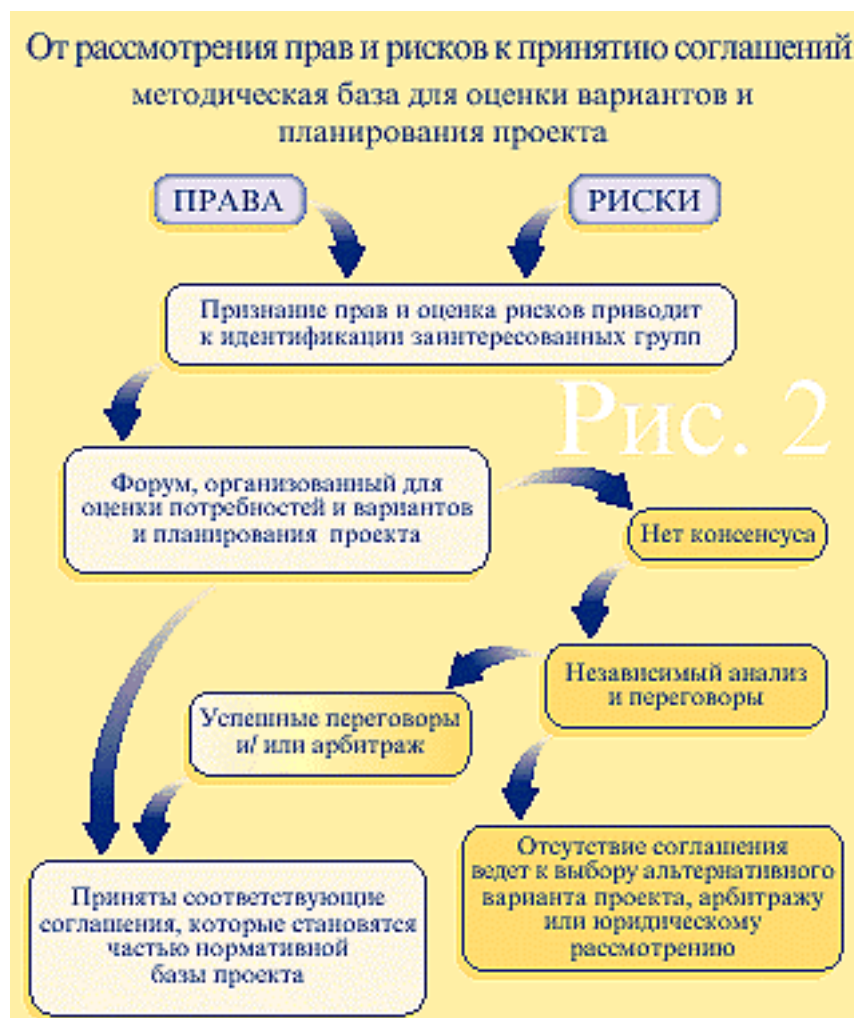 От рассмотрения прав и рисков к принятию соглашений
методическая база для оценки вариантов и
планирования проекта
ПРАВА
РИСКИ
Признание прав и оценка рисков приводит
к идентификации заинтересованных групп
Рис. 2
Форум, организованный для
оценки потребностей и вариантов
и планирования проекта
Нет консенсуса
Независимый анализ
и переговоры
Успешные переговоры
и/ или арбитраж
Отсутствие соглашения
ведет к выбору альтернативного
варианта проекта, арбитражу
или юридическому
рассмотрению
Приняты соответствующие
соглашения, которые становятся
частью нормативной
базы проекта